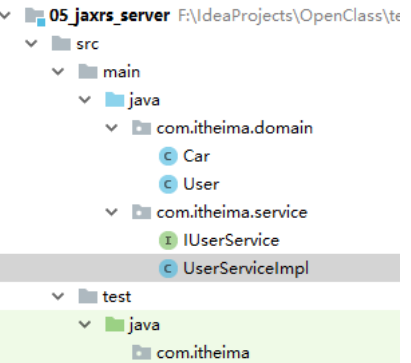 05_jaxrs_server F:\IdeaProjects\OpenClass\te
src
main
java
com.itheima.domain
C Car
C User
com.itheima.service
I IUserService
C UserServiceImpl
test
java
com.itheima